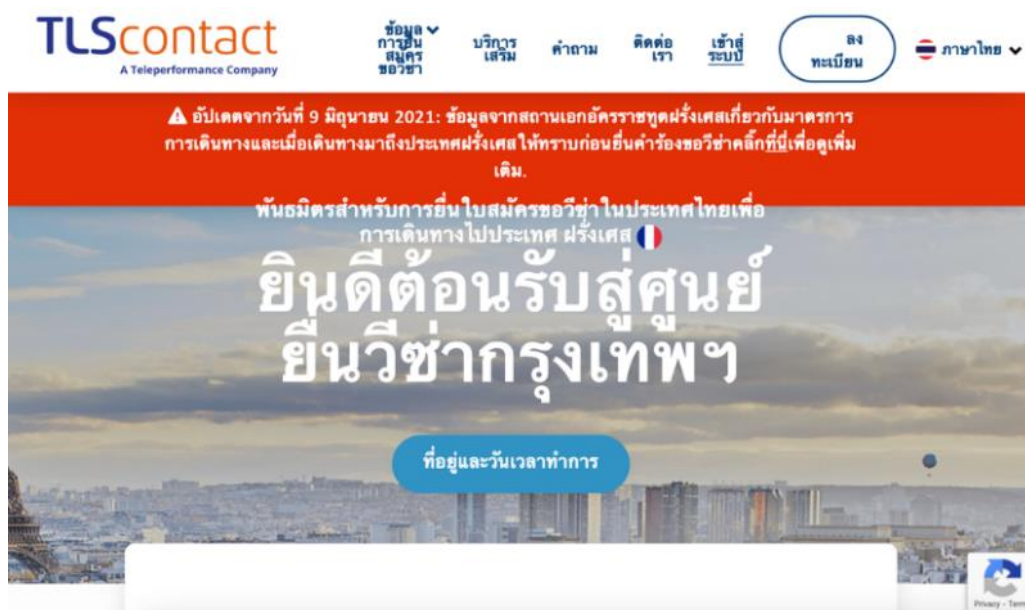 TLScontact
A Teleperformance Company
ข้อมูล
การยื่น
สมัคร
ขอวีซ่า
บริการ
เสริม
คำถาม
ติดต่อ
เรา
เข้าสู่
ระบบ
ลง
ทะเบียน
ภาษาไทย
อัปเดตจากวันที่ 9 มิถุนายน 2021: ข้อมูลจากสถานเอกอัครราชทูตฝรั่งเศสเกี่ยวกับมาตรการ
การเดินทางและเมื่อเดินทางมาถึงประเทศฝรั่งเศส ให้ทราบก่อนยื่นคำร้องขอวีซ่าคลิ๊กที่นี่เพื่อดูเพิ่ม
เติม.
พันธมิตรสำหรับการยื่นใบสมัครขอวีซ่าในประเทศไทยเพื่อ
การเดินทางไปประเทศ ฝรั่งเศส
ยินดีต้อนรับสู่ศูนย์
ยื่นวีซ่ากรุงเทพฯ
ที่อยู่และวันเวลาทำการ
Privacy -